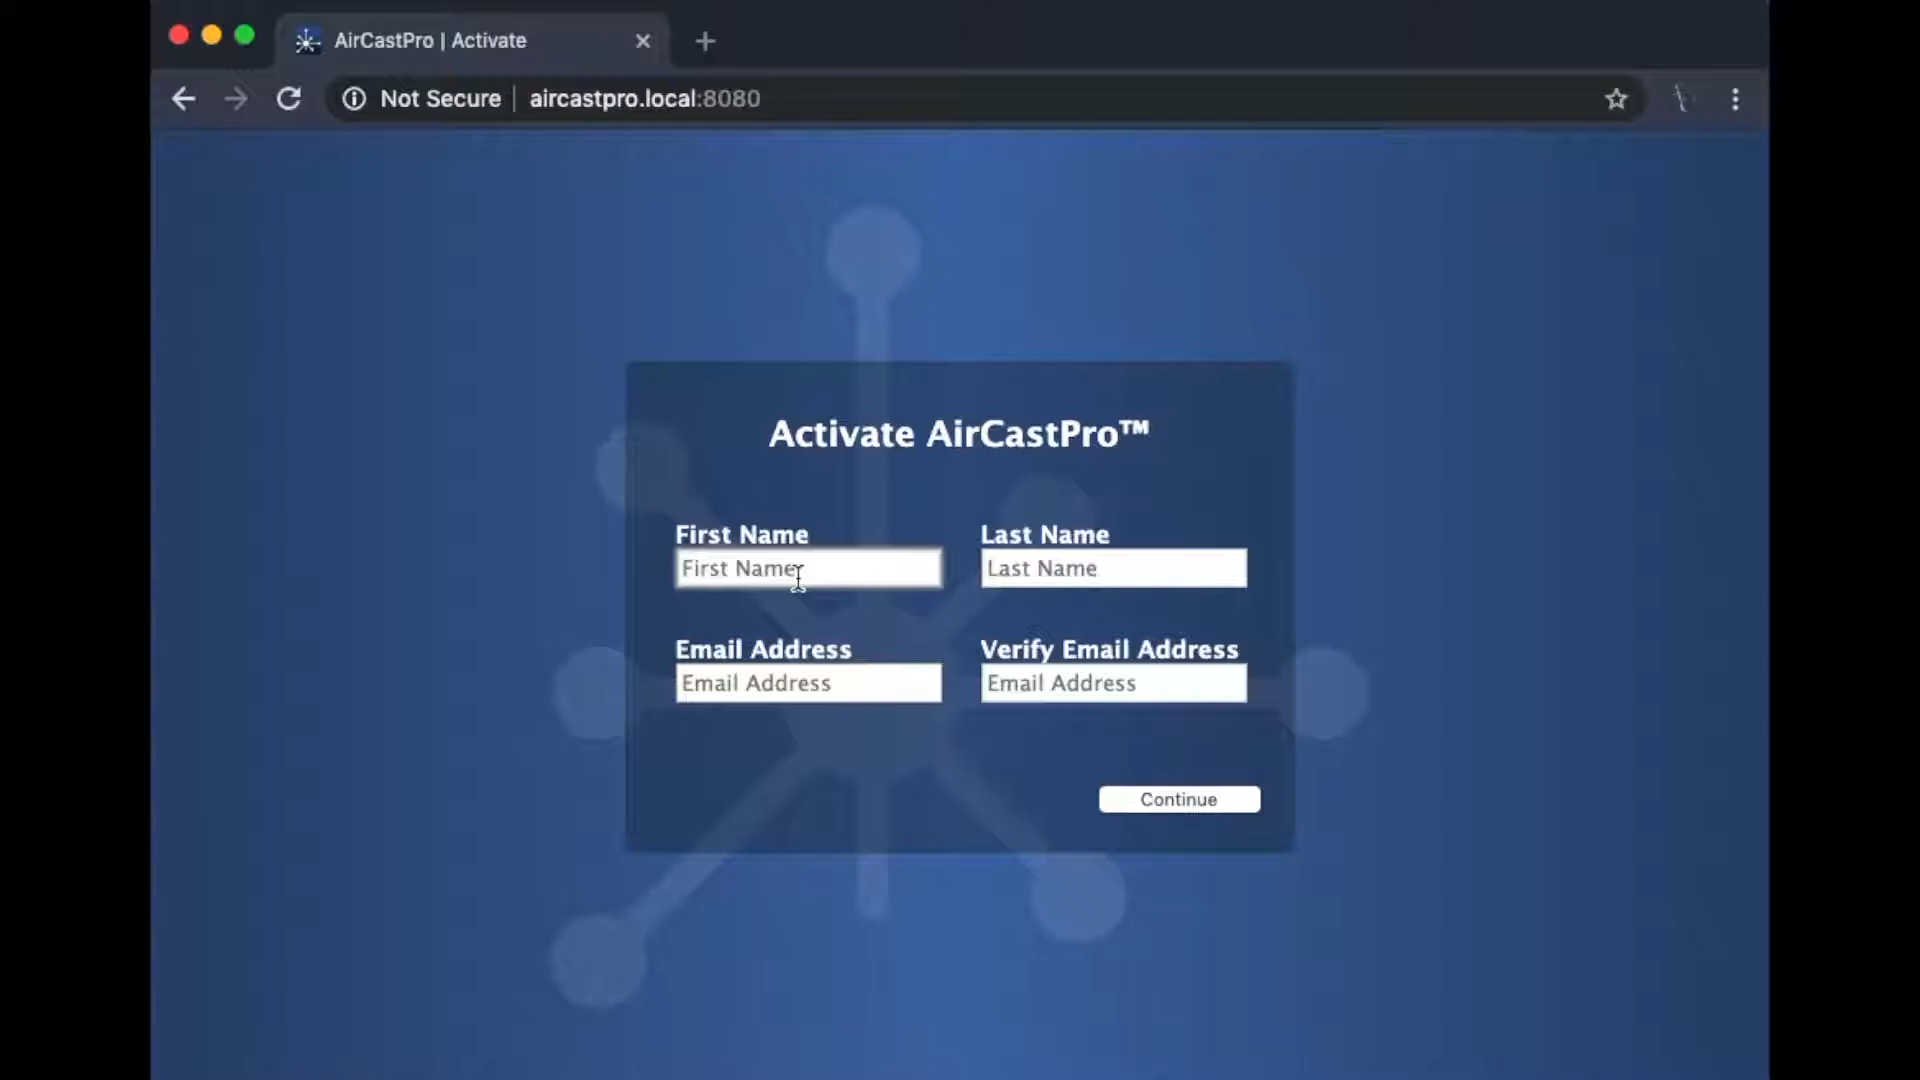 AirCastPro | Activate
Not Secure | aircastpro.local:8080
Activate AirCastPro™
First Name Last Name
First Name Last Name
Email Address Verify Email Address
Email Address Email Address
Continue